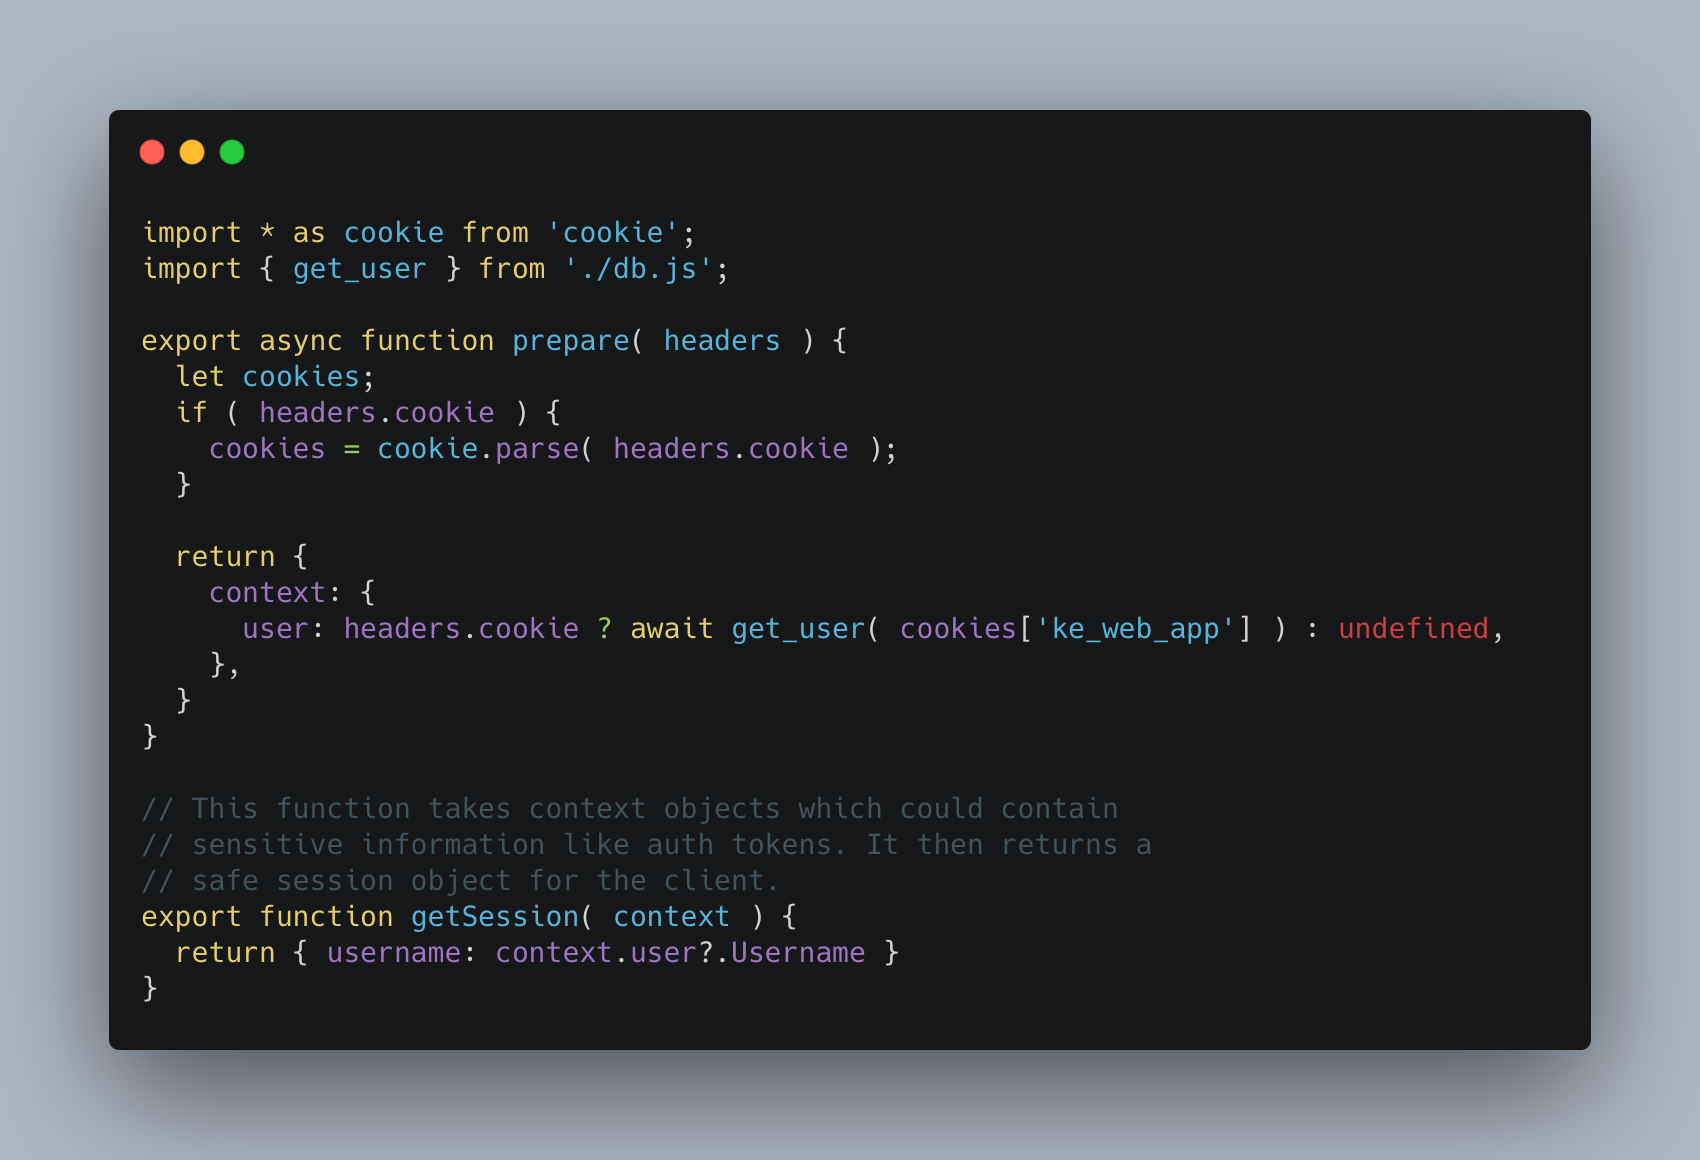 import * as cookie from 'cookie';
import { get_user } from './db.js';

export async function prepare( headers ) {
  let cookies;
  if ( headers.cookie ) {
    cookies = cookie.parse( headers.cookie );
  }

  return {
    context: {
      user: headers.cookie ? await get_user( cookies['ke_web_app'] ) : undefined,
    },
  }
}

// This function takes context objects which could contain
// sensitive information like auth tokens. It then returns a
// safe session object for the client.
export function getSession( context ) {
  return { username: context.user?.Username }
}